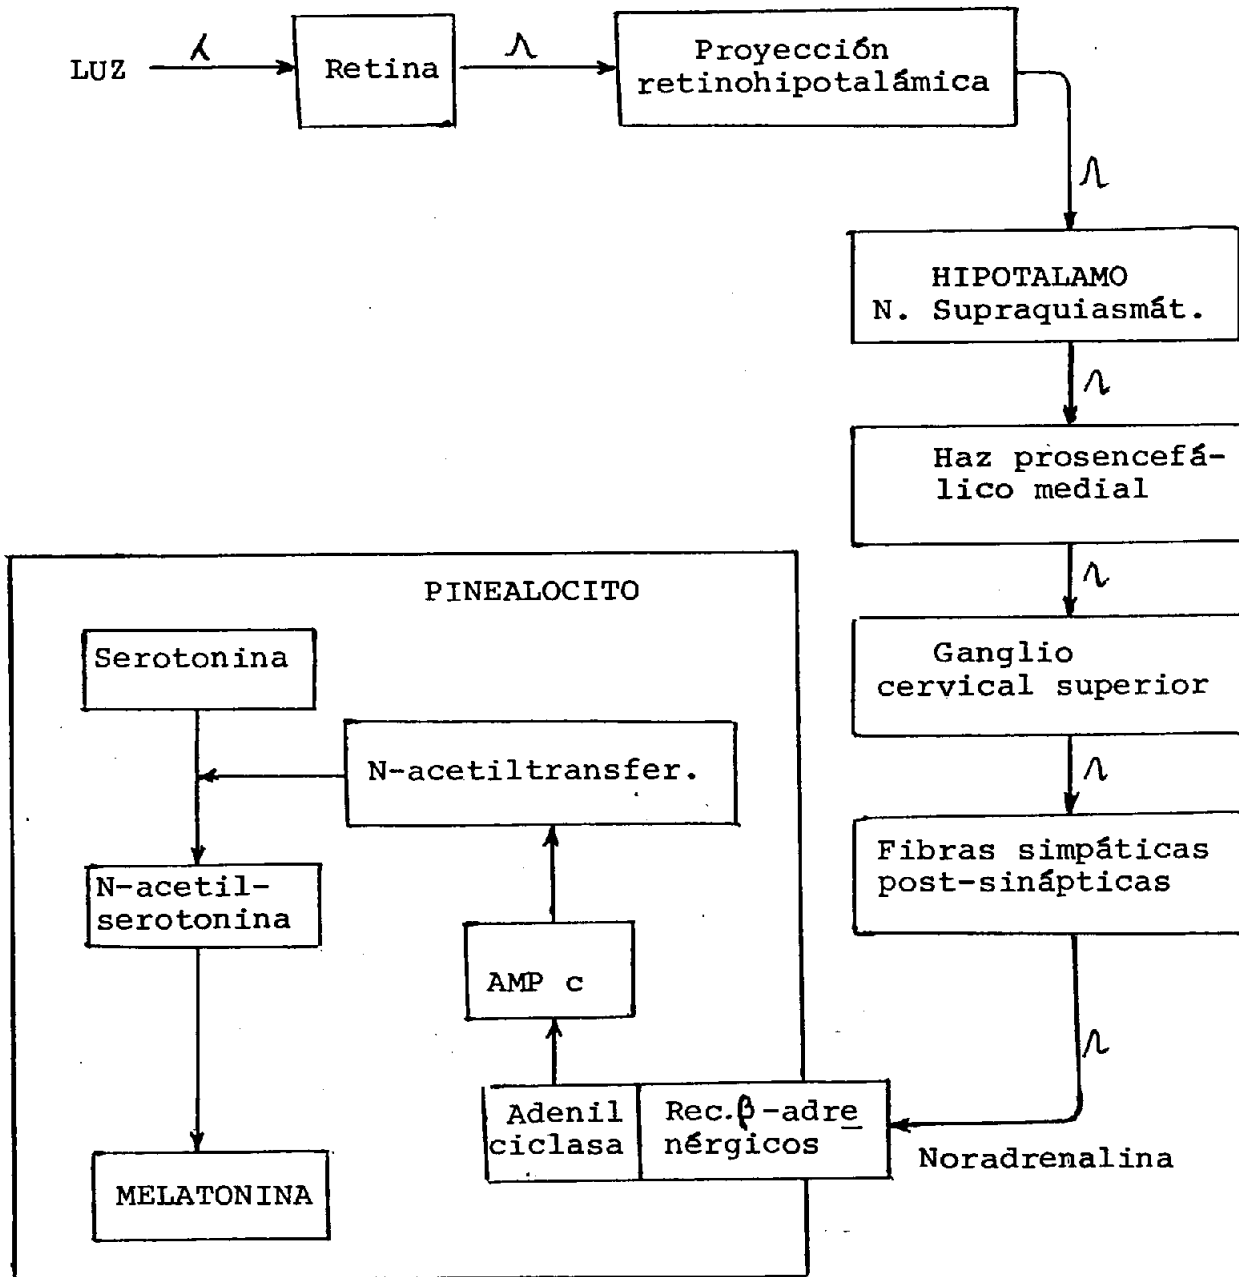 LUZ
λ
Retina
Λ
Proyección
retinohipotalámica
Λ
HIPOTALAMO
N. Supraquiasmát.
Λ
Haz prosencefá-
lico medial
Λ
Ganglio
cervical superior
Λ
Fibras simpáticas
post-sinápticas
Λ
Noradrenalina
PINEALOCITO
Rec.β-adre
nérgicos
Adenil
ciclasa
AMP c
N-acetiltransfer.
Serotonina
N-acetil-
serotonina
MELATONINA